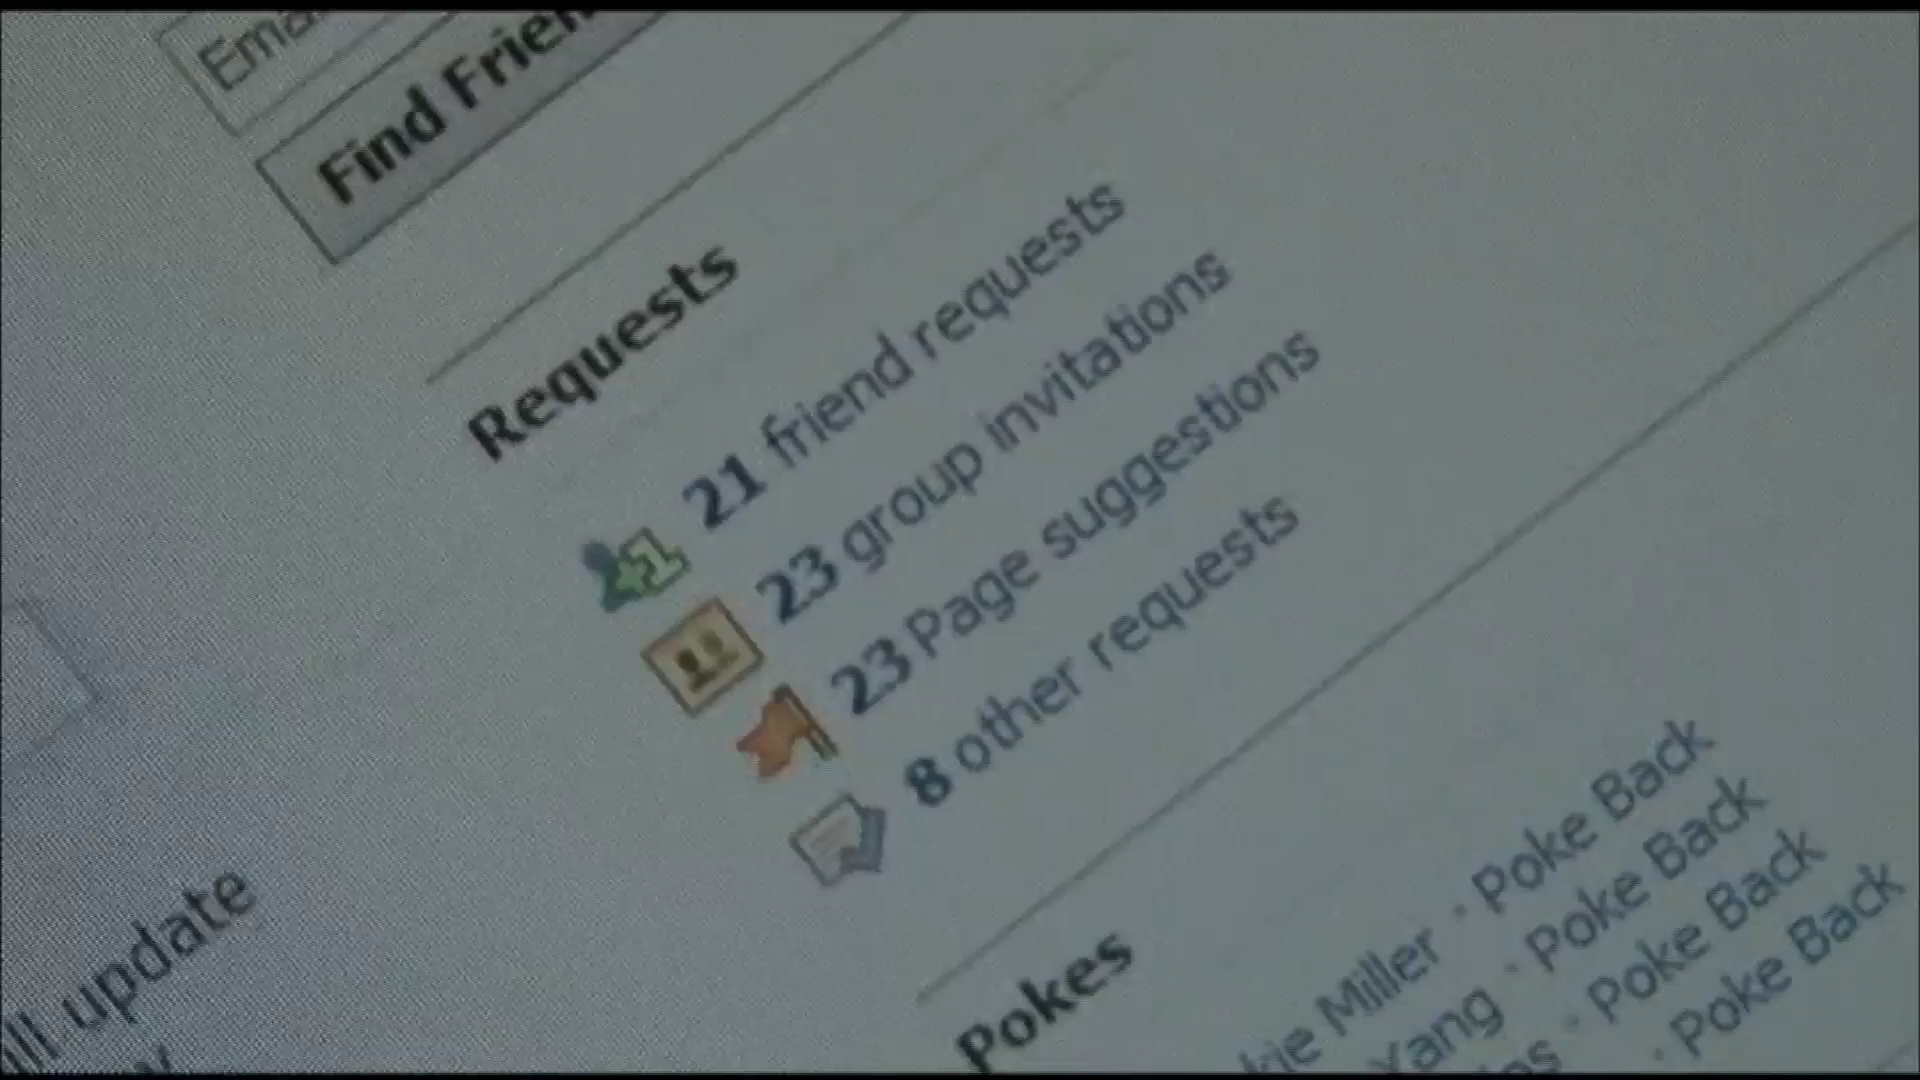 Find
Requests
21 friend requests
23 group invitations
23 Page suggestions
8 other requests
Pokes
Miller · Poke Back
Yang · Poke Back
· Poke Back
· Poke Back
update